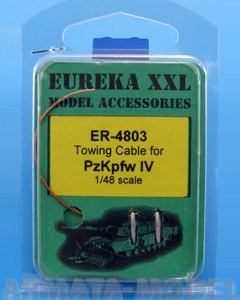 EUREKA XXL
MODEL ACCESSORIES
ER-4803
Towing Cable for
PzKpfw IV
1/48 scale
ARMATA-MODEL